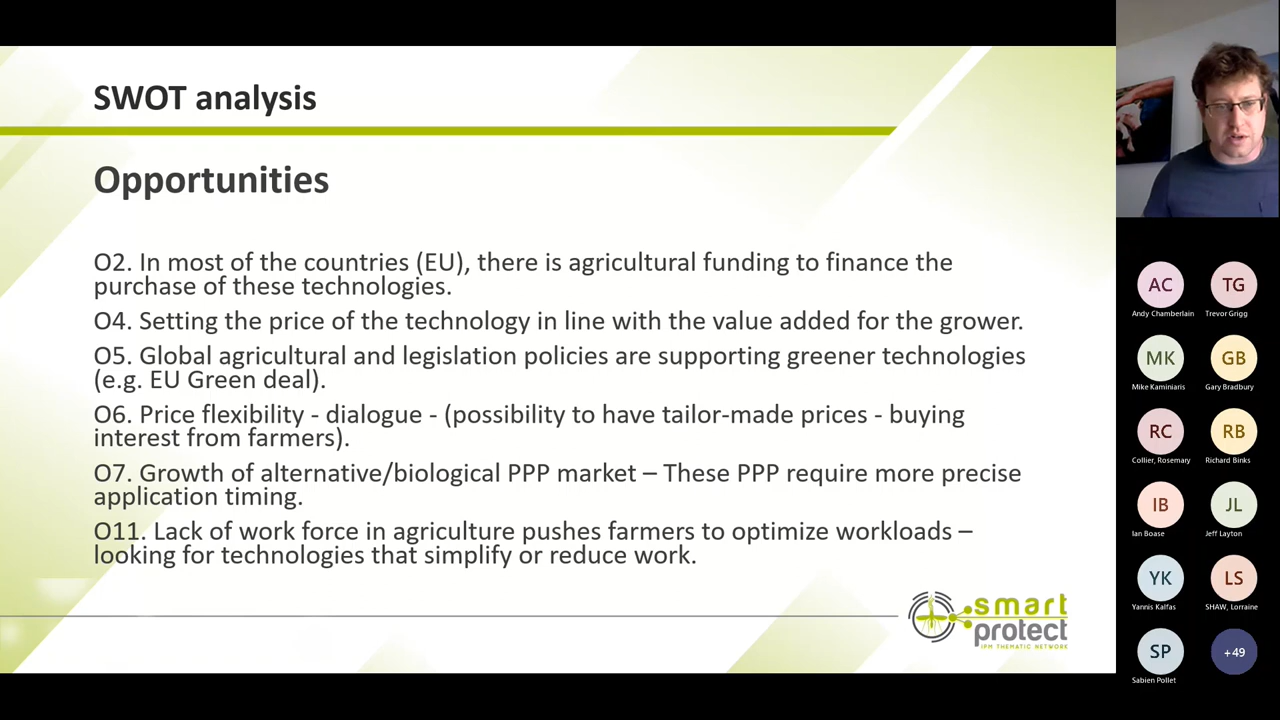 SWOT analysis
Opportunities
O2. In most of the countries (EU), there is agricultural funding to finance the
purchase of these technologies.
O4. Setting the price of the technology in line with the value added for the grower.
O5. Global agricultural and legislation policies are supporting greener technologies
(e.g. EU Green deal).
O6. Price flexibility - dialogue - (possibility to have tailor-made prices - buying
interest from farmers).
O7. Growth of alternative/biological PPP market – These PPP require more precise
application timing.
O11. Lack of work force in agriculture pushes farmers to optimize workloads –
looking for technologies that simplify or reduce work.
smart
protect
IPM THEMATIC NETWORK
AC
Andy Chamberlain
TG
Trevor Grigg
MK
Mike Kaminiaris
GB
Gary Bradbury
RC
Collier, Rosemary
RB
Richard Binks
IB
Ian Boase
JL
Jeff Layton
YK
Yannis Kalfas
LS
SHAW, Lorraine
SP
Sabien Pollet
+49